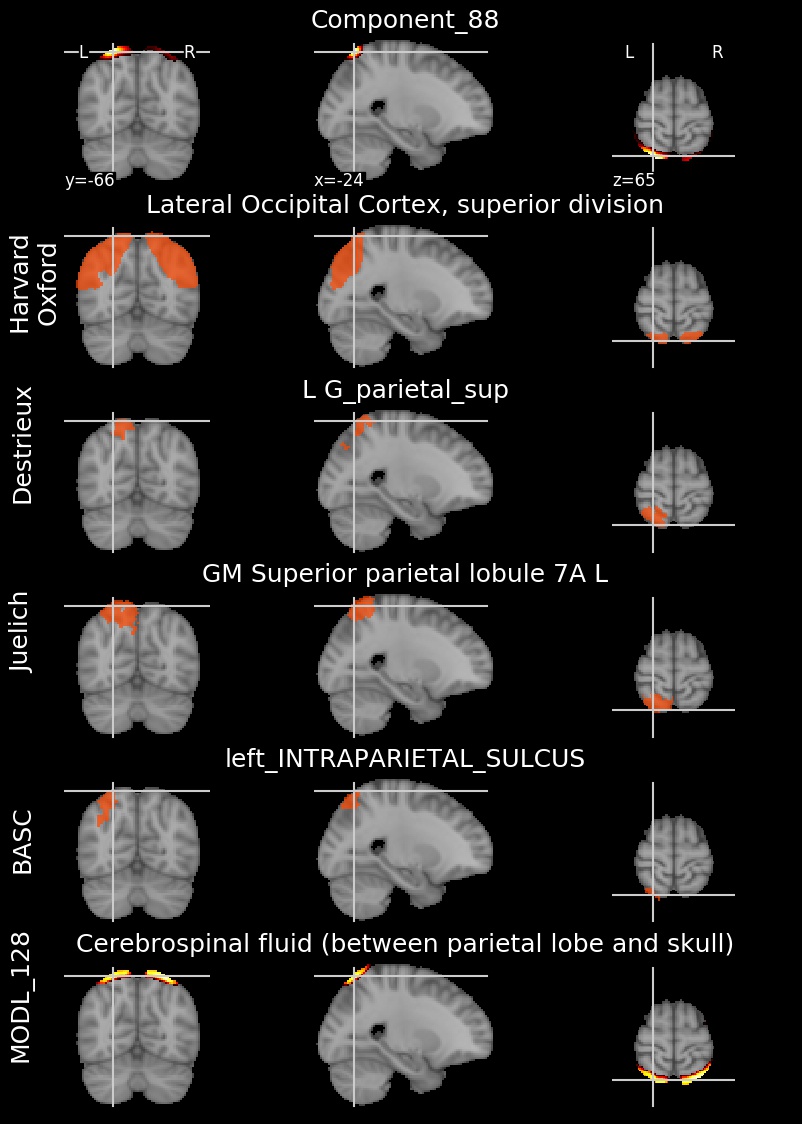 Component_88
L R
L R
y=-66
x=-24
z=65
Lateral Occipital Cortex, superior division
Harvard
Oxford
L G_parietal_sup
Destrieux
GM Superior parietal lobule 7A L
Juelich
left_INTRAPARIETAL_SULCUS
BASC
Cerebrospinal fluid (between parietal lobe and skull)
MODL_128